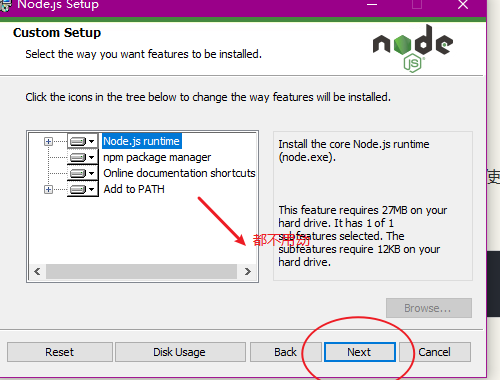 Node.js Setup
Custom Setup
Select the way you want features to be installed.
node
JS
Click the icons in the tree below to change the way features will be installed.
Node.js runtime
npm package manager
Online documentation shortcuts
Add to PATH
Install the core Node.js runtime
(node.exe).
This feature requires 27MB on your
hard drive. It has 1 of 1
subfeatures selected. The
subfeatures require 12KB on your
hard drive.
都不用动
Browse...
Reset
Disk Usage
Back
Next
Cancel
使